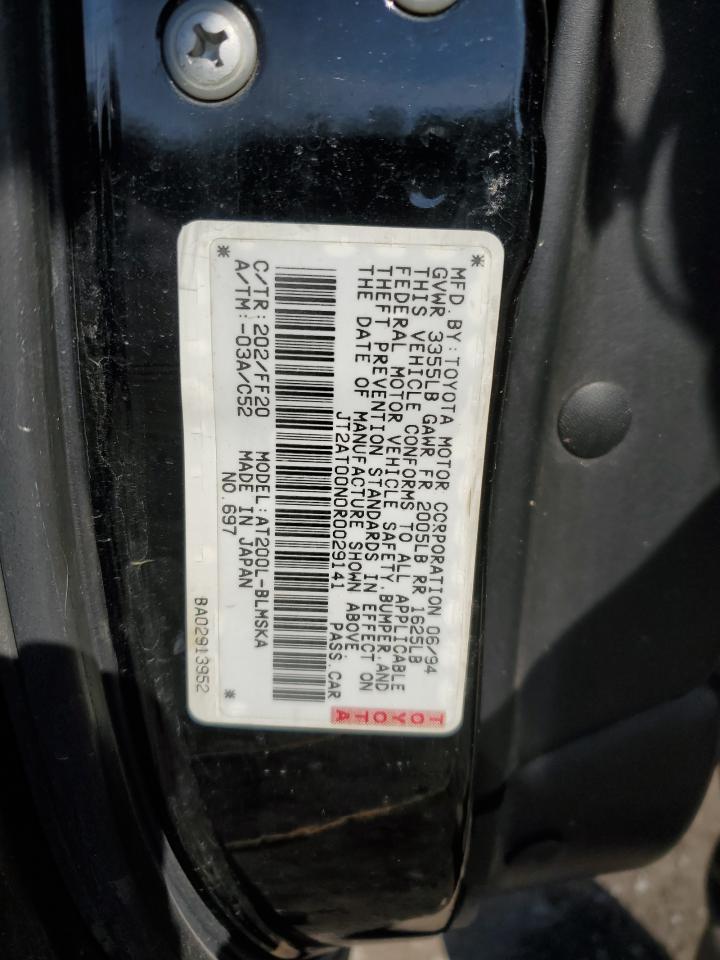 MFD.BY:TOYOTA MOTOR CORPORATION 06/94
GVWR 3355LB GAWR FR 2005LB RR 1625LB
THIS VEHICLE CONFORMS TO ALL APPLICABLE
FEDERAL MOTOR VEHICLE SAFETY,BUMPER,AND
THEFT PREVENTION STANDARDS IN EFFECT ON
THE DATE OF MANUFACTURE SHOWN ABOVE.
JT2AT00N0R0029141 PASS.CAR
TOYOTA
C/TR:202/FF20 MODEL:AT200L-BLMSKA
A/TM:-03A/C52 MADE IN JAPAN
NO.697
BA02913952